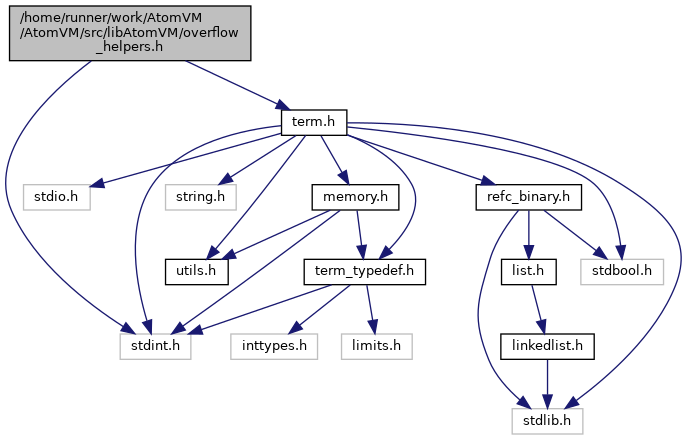 /home/runner/work/AtomVM
/AtomVM/src/libAtomVM/overflow
_helpers.h
term.h
stdio.h
string.h
memory.h
refc_binary.h
utils.h
term_typedef.h
list.h
stdbool.h
stdint.h
inttypes.h
limits.h
linkedlist.h
stdlib.h